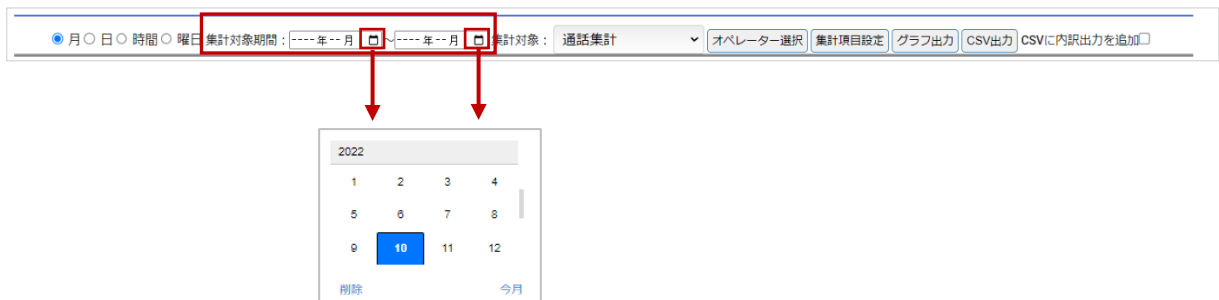 月 日 時間 曜日 集計対象期間：----年--月 ~ ----年--月 集計対象： 通話集計 オペレーター選択 集計項目設定 グラフ出力 CSV出力 CSVに内訳出力を追加
2022
1 2 3 4
5 6 7 8
9 10 11 12
削除 今月